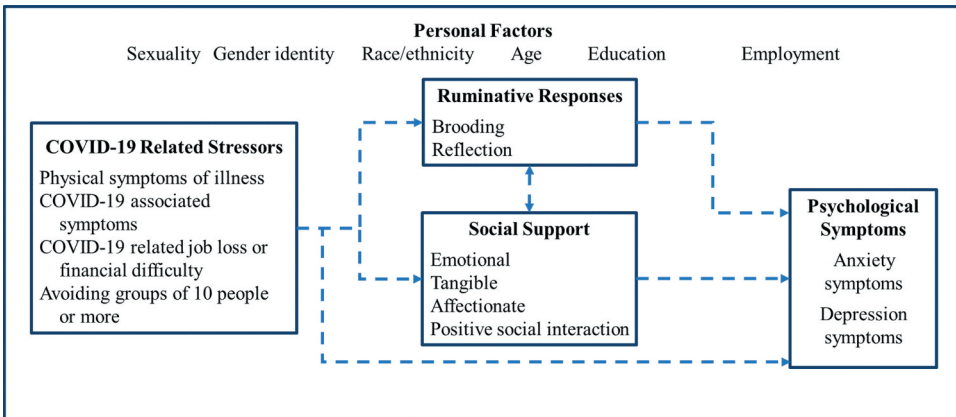 Personal Factors
Sexuality Gender identity Race/ethnicity Age Education Employment
Ruminative Responses
Brooding
Reflection
COVID-19 Related Stressors
Physical symptoms of illness
COVID-19 associated
symptoms
COVID-19 related job loss or
financial difficulty
Avoiding groups of 10 people
or more
Social Support
Emotional
Tangible
Affectionate
Positive social interaction
Psychological
Symptoms
Anxiety
symptoms
Depression
symptoms